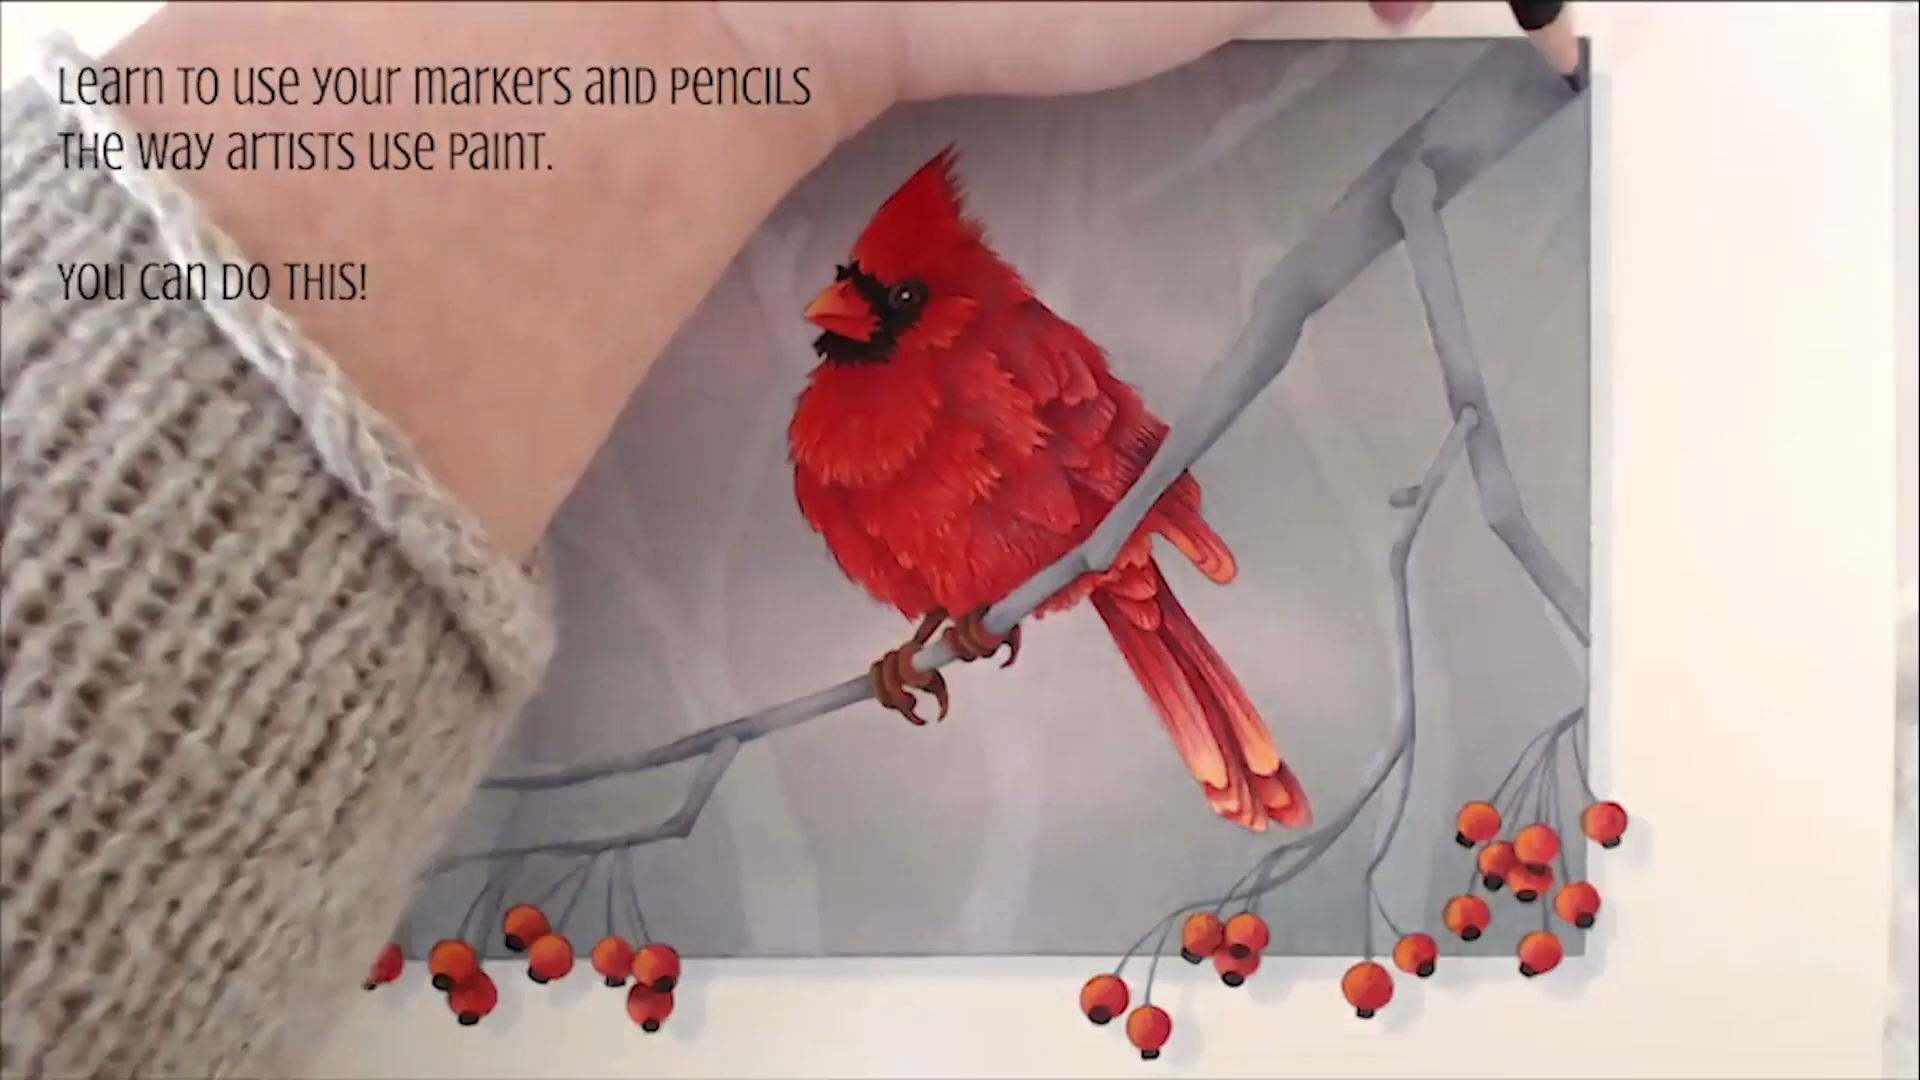 Learn to use your markers and pencils
the way artists use paint.
You can do this!